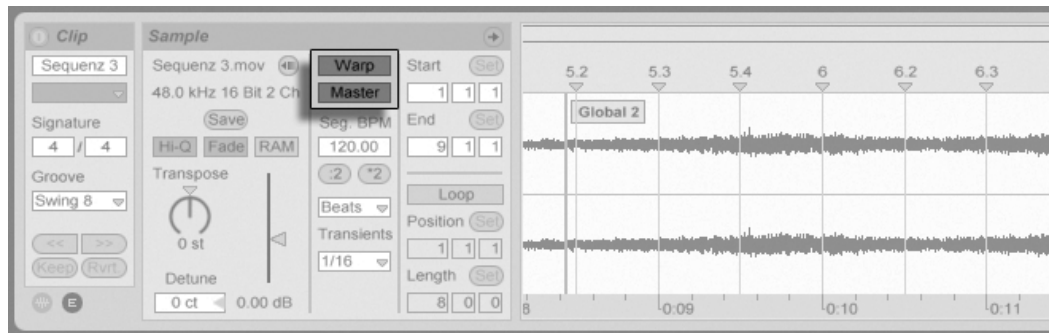 Clip
Sequenz 3
Signature
4 / 4
Groove
Swing 8
<< >>
Keep Rvrt.
E
Sample
Sequenz 3.mov
48.0 kHz 16 Bit 2 Ch
Save
Hi-Q Fade RAM
Transpose
0 st
Detune
0 ct 0.00 dB
Warp
Master
Seg. BPM
120.00
:2 *2
Beats
Transients
1/16
Start Set
1 1 1
End Set
9 1 1
Loop
Position Set
1 1 1
Length Set
8 0 0
5.2 5.3 5.4 6 6.2 6.3
Global 2
8 0:09 0:10 0:11